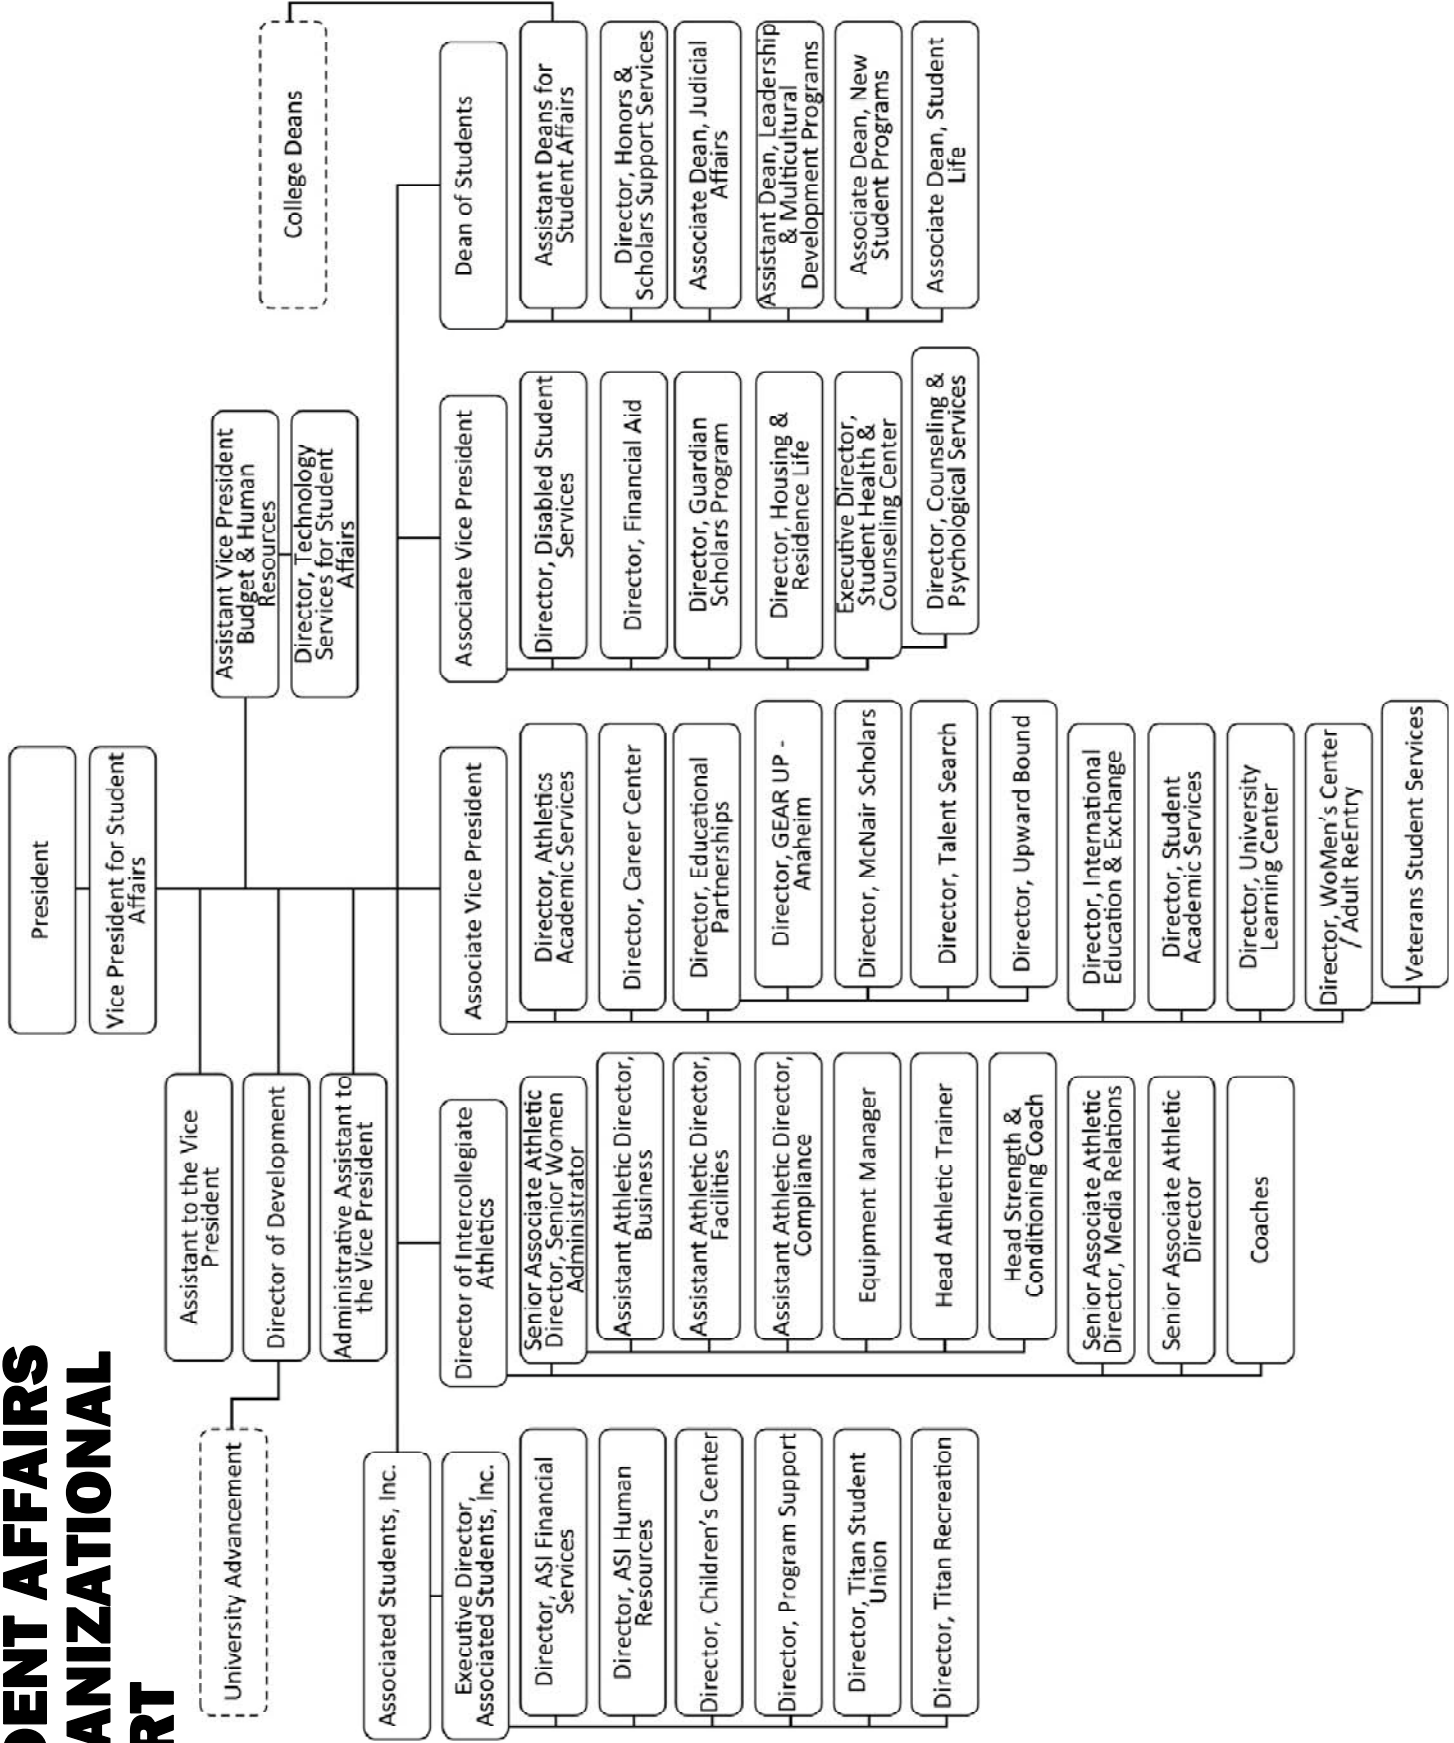 DENT AFFAIRS
ANIZATIONAL
RT
President
Vice President for Student
Affairs
Assistant to the Vice
President
Director of Development
Administrative Assistant to
the Vice President
University Advancement
Assistant Vice President
Budget & Human
Resources
Director, Technology
Services for Student
Affairs
College Deans
Associated Students, Inc.
Executive Director,
Associated Students, Inc.
Director, ASI Financial
Services
Director, ASI Human
Resources
Director, Children's Center
Director, Program Support
Director, Titan Student
Union
Director, Titan Recreation
Director of Intercollegiate
Athletics
Senior Associate Athletic
Director, Senior Women
Administrator
Assistant Athletic Director,
Business
Assistant Athletic Director,
Facilities
Assistant Athletic Director,
Compliance
Equipment Manager
Head Athletic Trainer
Head Strength &
Conditioning Coach
Senior Associate Athletic
Director, Media Relations
Senior Associate Athletic
Director
Coaches
Associate Vice President
Director, Athletics
Academic Services
Director, Career Center
Director, Educational
Partnerships
Director, GEAR UP -
Anaheim
Director, McNair Scholars
Director, Talent Search
Director, Upward Bound
Director, International
Education & Exchange
Director, Student
Academic Services
Director, University
Learning Center
Director, WoMen's Center
/ Adult ReEntry
Veterans Student Services
Associate Vice President
Director, Disabled Student
Services
Director, Financial Aid
Director, Guardian
Scholars Program
Director, Housing &
Residence Life
Executive Director,
Student Health &
Counseling Center
Director, Counseling &
Psychological Services
Dean of Students
Assistant Deans for
Student Affairs
Director, Honors &
Scholars Support Services
Associate Dean, Judicial
Affairs
Assistant Dean, Leadership
& Multicultural
Development Programs
Associate Dean, New
Student Programs
Associate Dean, Student
Life